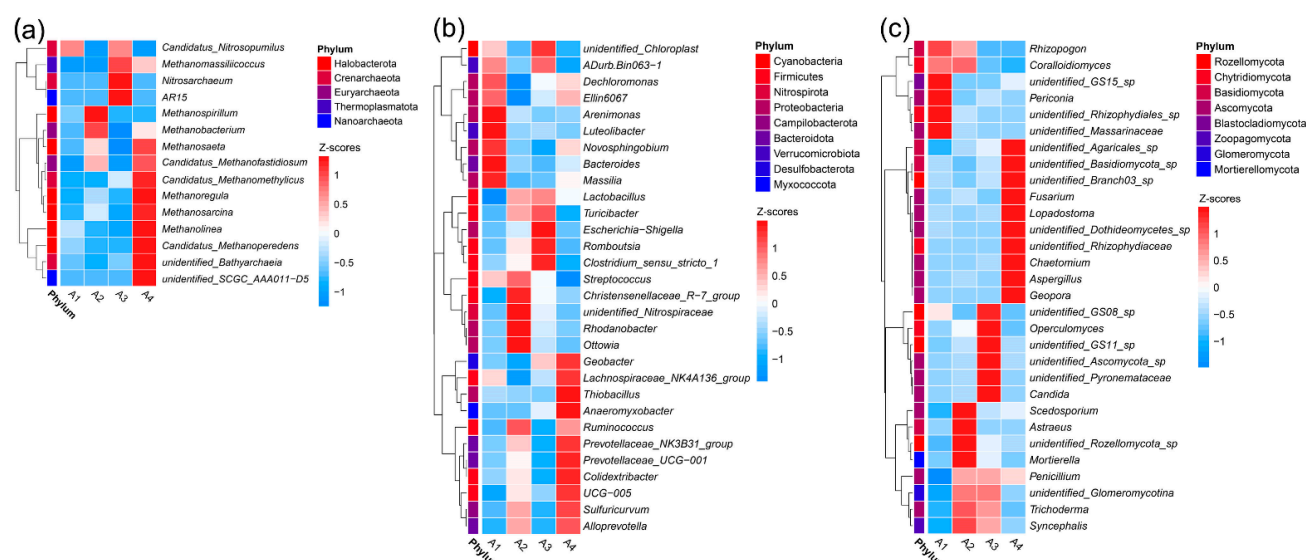 (a)
Candidatus_Nitrosopumilus
Methanomassiliicoccus
Nitrosarchaeum
AR15
Methanospirillum
Methanobacterium
Methanosaeta
Candidatus_Methanofastidiosum
Candidatus_Methanomethylicus
Methanoregula
Methanosarcina
Methanolinea
Candidatus_Methanoperedens
unidentified_Bathyarchaeia
unidentified_SCGC_AAA011−D5
Phylum
A1
A2
A3
A4
Phylum
Halobacterota
Crenarchaeota
Euryarchaeota
Thermoplasmatota
Nanoarchaeota
Z-scores
1
0.5
0
−0.5
−1
(b)
unidentified_Chloroplast
ADurb.Bin063−1
Dechloromonas
Ellin6067
Arenimonas
Luteolibacter
Novosphingobium
Bacteroides
Massilia
Lactobacillus
Turicibacter
Escherichia−Shigella
Romboutsia
Clostridium_sensu_stricto_1
Streptococcus
Christensenellaceae_R−7_group
unidentified_Nitrospiraceae
Rhodanobacter
Ottowia
Geobacter
Lachnospiraceae_NK4A136_group
Thiobacillus
Anaeromyxobacter
Ruminococcus
Prevotellaceae_NK3B31_group
Prevotellaceae_UCG−001
Colidextribacter
UCG−005
Sulfuricurvum
Alloprevotella
Phylum
A1
A2
A3
A4
Phylum
Cyanobacteria
Firmicutes
Nitrospirota
Proteobacteria
Campilobacterota
Bacteroidota
Verrucomicrobiota
Desulfobacterota
Myxococcota
Z-scores
1
0.5
0
−0.5
−1
(c)
Rhizopogon
Coralloidiomyces
unidentified_GS15_sp
Periconia
unidentified_Rhizophydiales_sp
unidentified_Massarinaceae
unidentified_Agaricales_sp
unidentified_Basidiomycota_sp
unidentified_Branch03_sp
Fusarium
Lopadostoma
unidentified_Dothideomycetes_sp
unidentified_Rhizophydiaceae
Chaetomium
Aspergillus
Geopora
unidentified_GS08_sp
Operculomyces
unidentified_GS11_sp
unidentified_Ascomycota_sp
unidentified_Pyronemataceae
Candida
Scedosporium
Astraeus
unidentified_Rozellomycota_sp
Mortierella
Penicillium
unidentified_Glomeromycotina
Trichoderma
Syncephalis
Phylum
A1
A2
A3
A4
Phylum
Rozellomycota
Chytridiomycota
Basidiomycota
Ascomycota
Blastocladiomycota
Zoopagomycota
Glomeromycota
Mortierellomycota
Z-scores
1
0.5
0
−0.5
−1